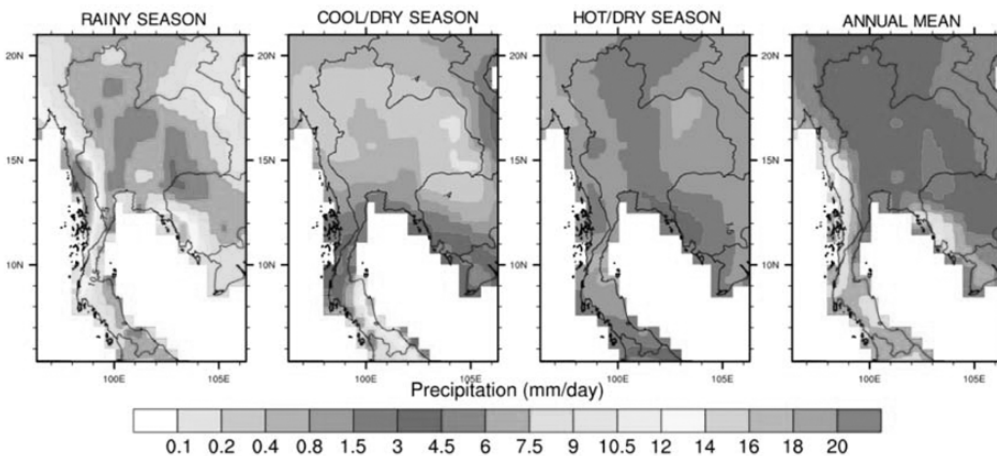 RAINY SEASON COOL/DRY SEASON HOT/DRY SEASON ANNUAL MEAN
20N 20N 20N 20N
15N 15N 15N 15N
10N 10N 10N 10N
100E 105E 100E 105E 100E 105E 100E 105E
Precipitation (mm/day)
0.1 0.2 0.4 0.8 1.5 3 4.5 6 7.5 9 10.5 12 14 16 18 20